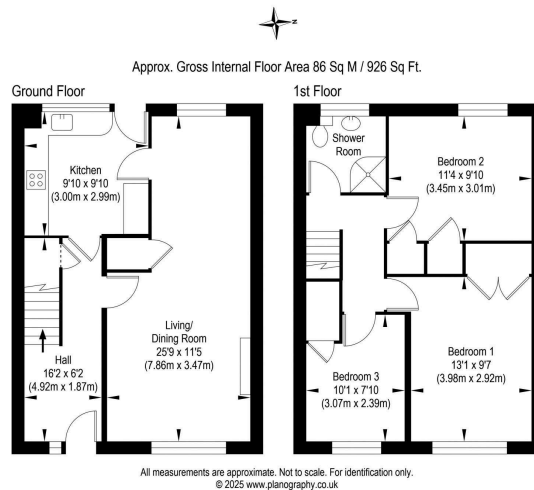 N
Approx. Gross Internal Floor Area 86 Sq M / 926 Sq Ft.
Ground Floor
Kitchen
9'10 x 9'10
(3.00m x 2.99m)
Living/
Dining Room
25'9 x 11'5
(7.86m x 3.47m)
Hall
16'2 x 6'2
(4.92m x 1.87m)
1st Floor
Shower
Room
Bedroom 2
11'4 x 9'10
(3.45m x 3.01m)
Bedroom 1
13'1 x 9'7
(3.98m x 2.92m)
Bedroom 3
10'1 x 7'10
(3.07m x 2.39m)
All measurements are approximate. Not to scale. For identification only.
© 2025 www.planography.co.uk